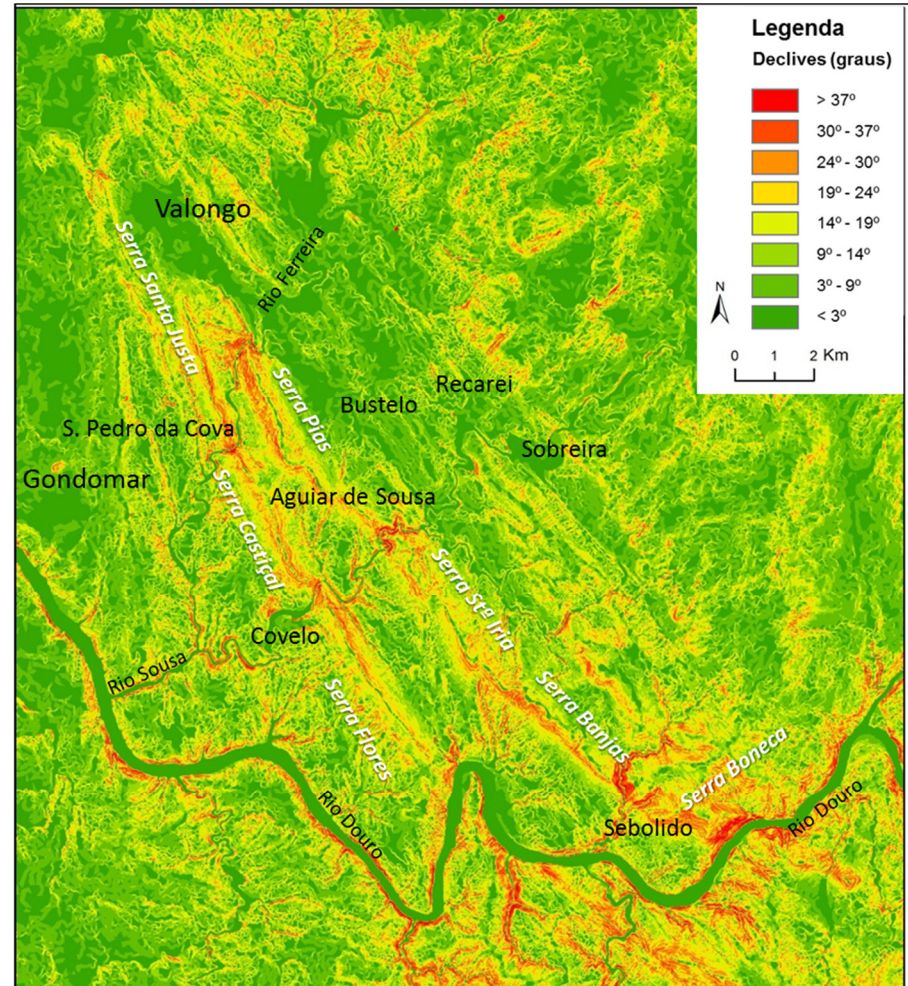 Legenda
Declives (graus)
> 37º
30º - 37º
24º - 30º
19º - 24º
14º - 19º
9º - 14º
3º - 9º
< 3º
N
0 1 2 Km
Valongo
Rio Ferreira
Serra Santa Justa
Serra Pias
Recarei
Bustelo
S. Pedro da Cova
Sobreira
Gondomar
Aguiar de Sousa
Serra Castiçal
Serra Stª Iria
Covelo
Rio Sousa
Serra Flores
Serra Banjas
Serra Boneca
Rio Douro
Sebolido
Rio Douro